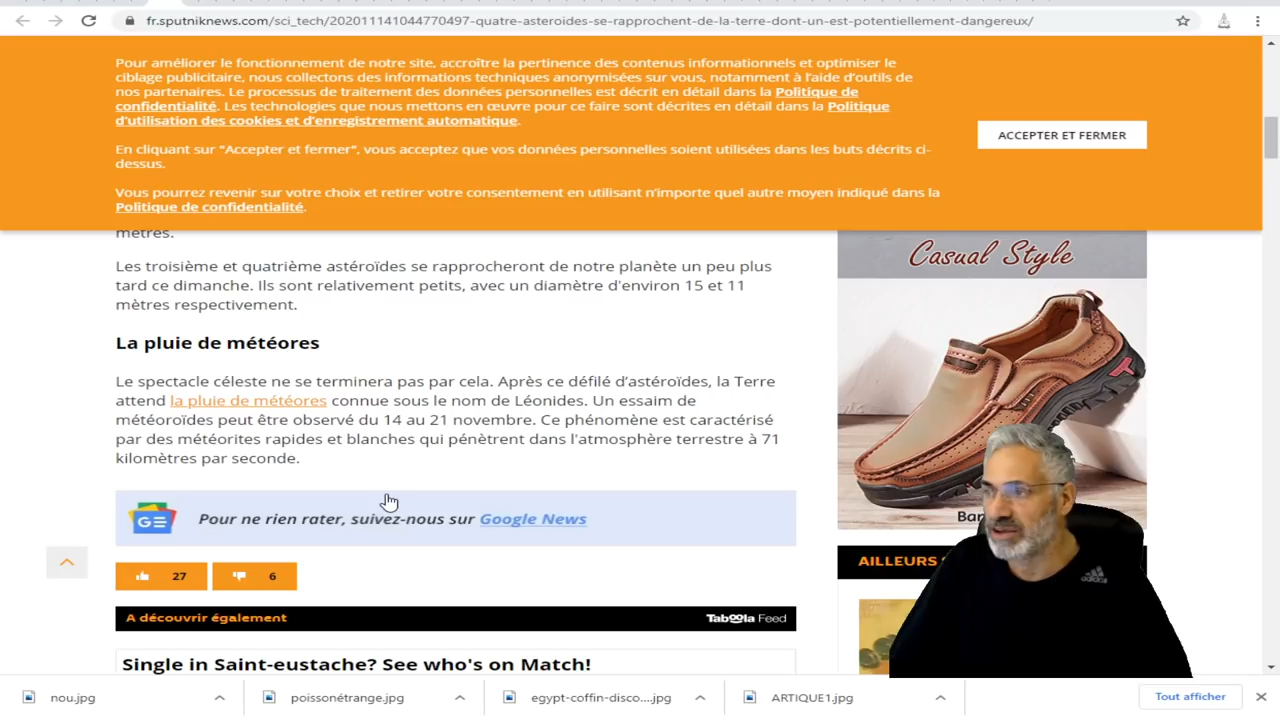 fr.sputniknews.com/sci_tech/202011141044770497-quatre-asteroides-se-rapprochent-de-la-terre-dont-un-est-potentiellement-dangereux/
Pour améliorer le fonctionnement de notre site, accroître la pertinence des contenus informationnels et optimiser le
ciblage publicitaire, nous collectons des informations techniques anonymisées sur vous, notamment à l'aide d'outils de
nos partenaires. Le processus de traitement des données personnelles est décrit en détail dans la Politique de
confidentialité. Les technologies que nous mettons en œuvre pour ce faire sont décrites en détail dans la Politique
d'utilisation des cookies et d'enregistrement automatique.
En cliquant sur "Accepter et fermer", vous acceptez que vos données personnelles soient utilisées dans les buts décrits ci-
dessus.
Vous pourrez revenir sur votre choix et retirer votre consentement en utilisant n'importe quel autre moyen indiqué dans la
Politique de confidentialité.
ACCEPTER ET FERMER
mètres.
Les troisième et quatrième astéroïdes se rapprocheront de notre planète un peu plus
tard ce dimanche. Ils sont relativement petits, avec un diamètre d'environ 15 et 11
mètres respectivement.
La pluie de météores
Le spectacle céleste ne se terminera pas par cela. Après ce défilé d'astéroïdes, la Terre
attend la pluie de météores connue sous le nom de Léonides. Un essaim de
météoroïdes peut être observé du 14 au 21 novembre. Ce phénomène est caractérisé
par des météorites rapides et blanches qui pénètrent dans l'atmosphère terrestre à 71
kilomètres par seconde.
GE
Pour ne rien rater, suivez-nous sur Google News
27
6
A découvrir également
Taboola Feed
Single in Saint-eustache? See who's on Match!
Casual Style
Ban
AILLEURS
adidas
nou.jpg
poissonétrange.jpg
egypt-coffin-disco....jpg
ARTIQUE1.jpg
Tout afficher